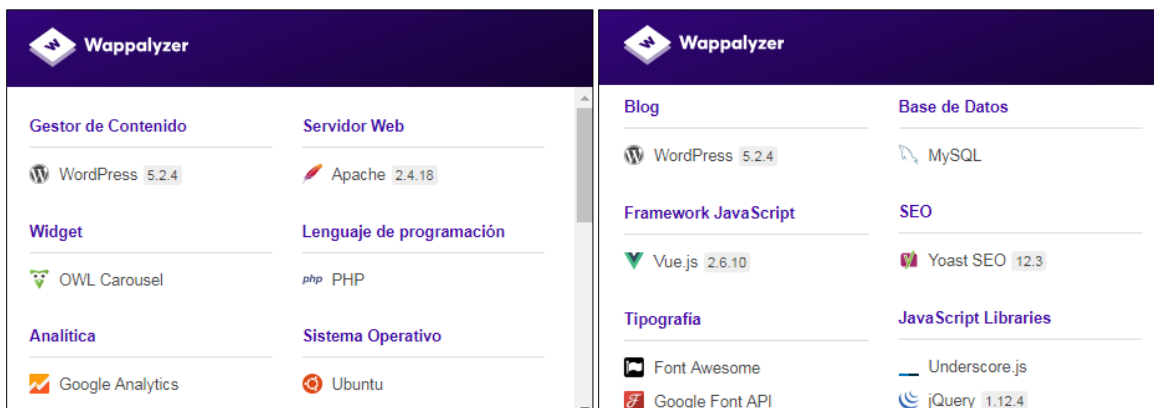 Wappalyzer
Gestor de Contenido
WordPress 5.2.4
Servidor Web
Apache 2.4.18
Widget
OWL Carousel
Lenguaje de programación
php PHP
Analítica
Google Analytics
Sistema Operativo
Ubuntu
Wappalyzer
Blog
WordPress 5.2.4
Base de Datos
MySQL
Framework JavaScript
Vue.js 2.6.10
SEO
Yoast SEO 12.3
Tipografía
Font Awesome
Google Font API
JavaScript Libraries
Underscore.js
jQuery 1.12.4